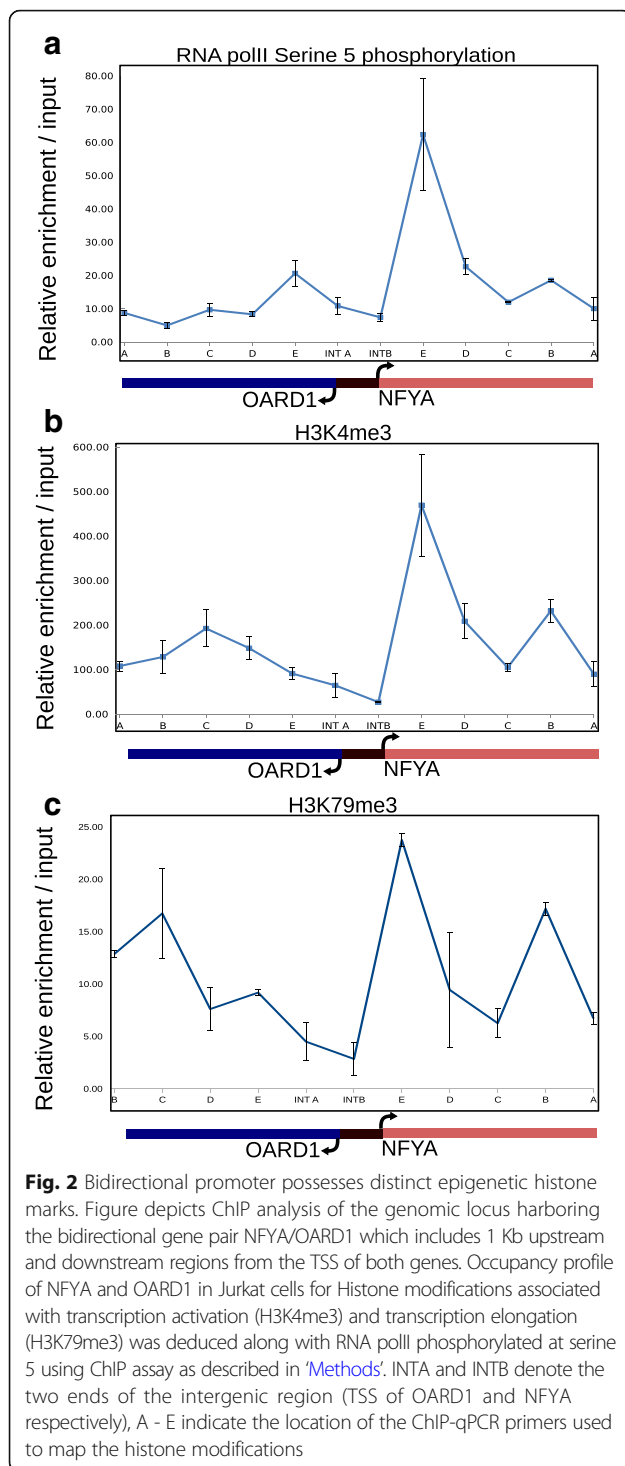 a
RNA polII Serine 5 phosphorylation
Relative enrichment / input
80.00
70.00
60.00
50.00
40.00
30.00
20.00
10.00
0.00
A B C D E INT A INTB E D C B A
OARD1 NFYA
b
H3K4me3
Relative enrichment / input
600.00
500.00
400.00
300.00
200.00
100.00
0.00
A B C D E INT A INTB E D C B A
OARD1 NFYA
c
H3K79me3
Relative enrichment / input
25.00
20.00
15.00
10.00
5.00
0.00
B C D E INT A INTB E D C B A
OARD1 NFYA
Fig. 2 Bidirectional promoter possesses distinct epigenetic histone
marks. Figure depicts ChIP analysis of the genomic locus harboring
the bidirectional gene pair NFYA/OARD1 which includes 1 Kb upstream
and downstream regions from the TSS of both genes. Occupancy profile
of NFYA and OARD1 in Jurkat cells for Histone modifications associated
with transcription activation (H3K4me3) and transcription elongation
(H3K79me3) was deduced along with RNA polII phosphorylated at serine
5 using ChIP assay as described in ‘Methods’. INTA and INTB denote the
two ends of the intergenic region (TSS of OARD1 and NFYA
respectively), A - E indicate the location of the ChIP-qPCR primers used
to map the histone modifications